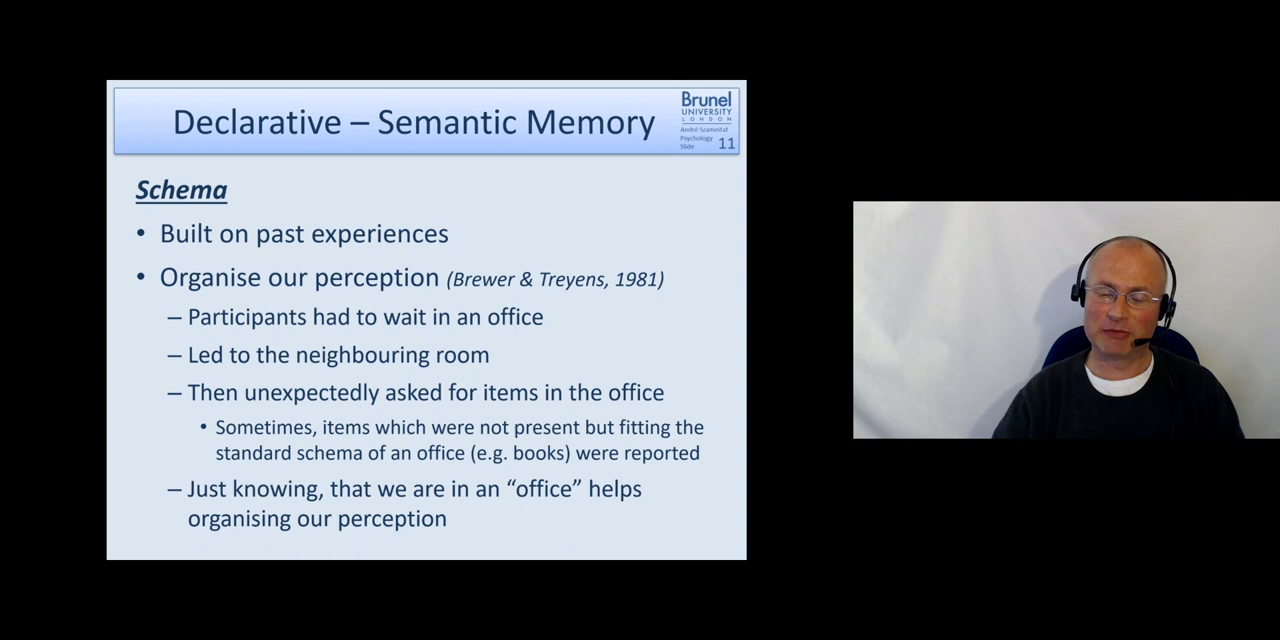 Declarative – Semantic Memory
Brunel
UNIVERSITY
LONDON
André Szameitat
Psychology
Slide 11
Schema
• Built on past experiences
• Organise our perception (Brewer & Treyens, 1981)
– Participants had to wait in an office
– Led to the neighbouring room
– Then unexpectedly asked for items in the office
• Sometimes, items which were not present but fitting the
standard schema of an office (e.g. books) were reported
– Just knowing, that we are in an “office” helps
organising our perception